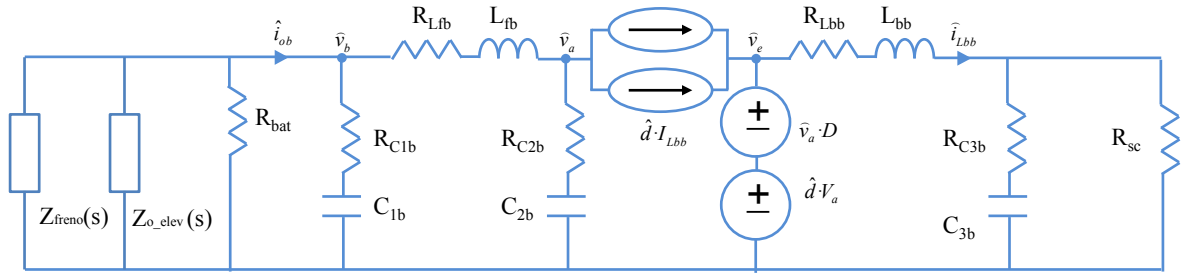 î_ob
v̂_b
R_Lfb
L_fb
v̂_a
v̂_e
R_Lbb
L_bb
î_Lbb
R_bat
R_C1b
R_C2b
d̂·I_Lbb
+
−
v̂_a·D
R_C3b
R_sc
Z_freno(s)
Z_o_elev(s)
C_1b
C_2b
+
−
d̂·V_a
C_3b